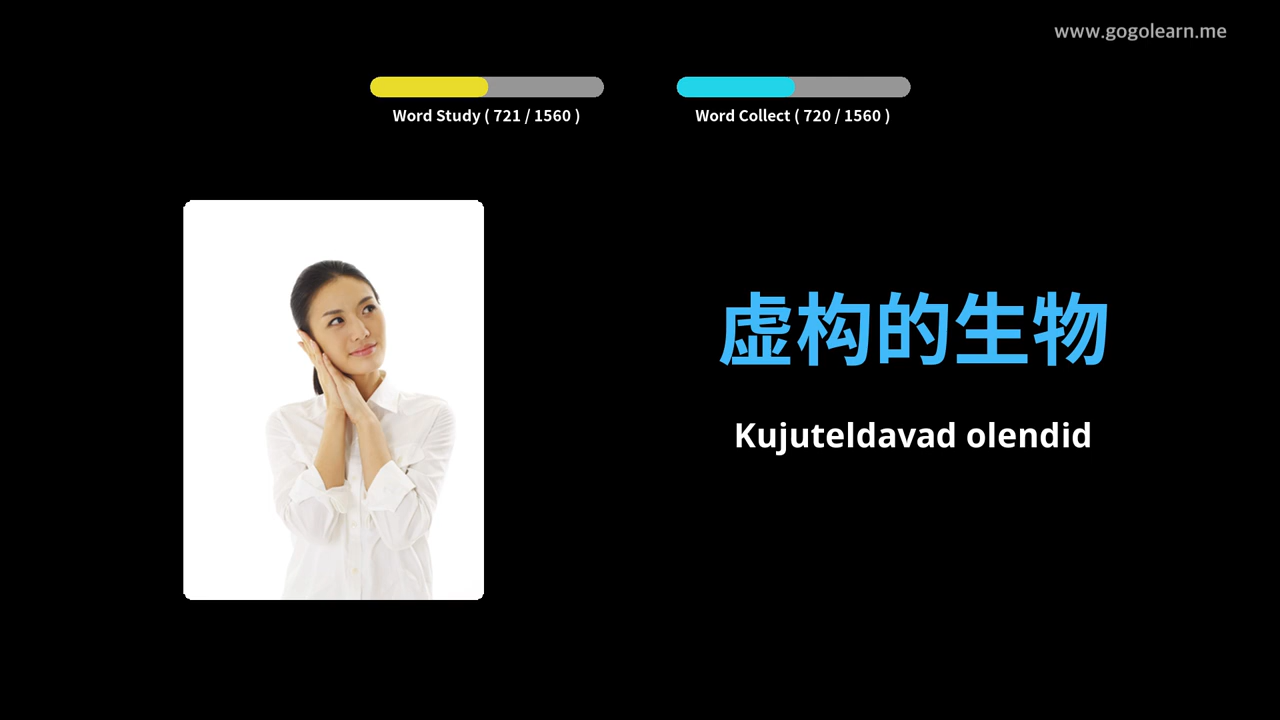 www.gogolearn.me
Word Study ( 721 / 1560 )
Word Collect ( 720 / 1560 )
虚构的生物
Kujuteldavad olendid